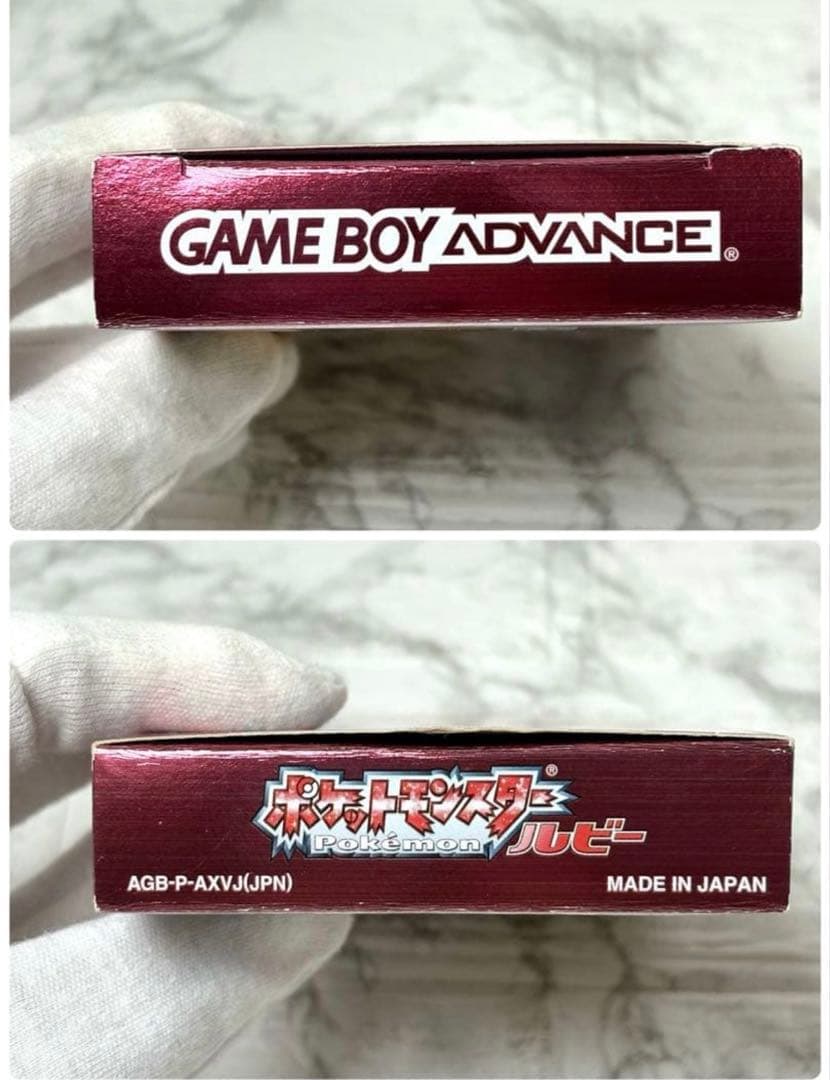 GAME BOY ADVANCE®
ポケットモンスター®
Pokémon ルビー
AGB-P-AXVJ(JPN)
MADE IN JAPAN